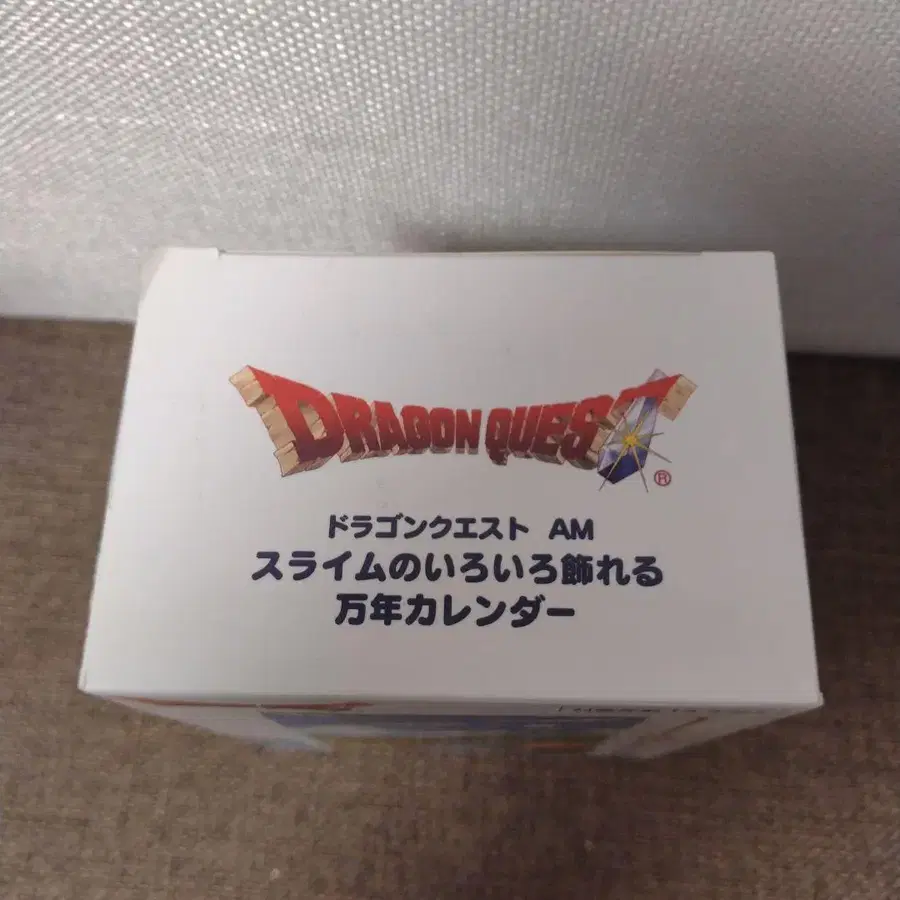 DRAGON QUEST
®
ドラゴンクエスト AM
スライムのいろいろ飾れる
万年カレンダー